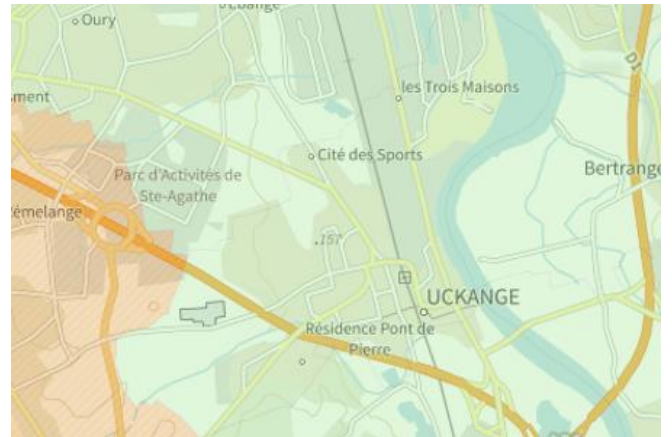 Oury
les Trois Maisons
Cité des Sports
Parc d'Activités de
Ste-Agathe
Bertrange
157
UCKANGE
Résidence Pont de
Pierre
D1